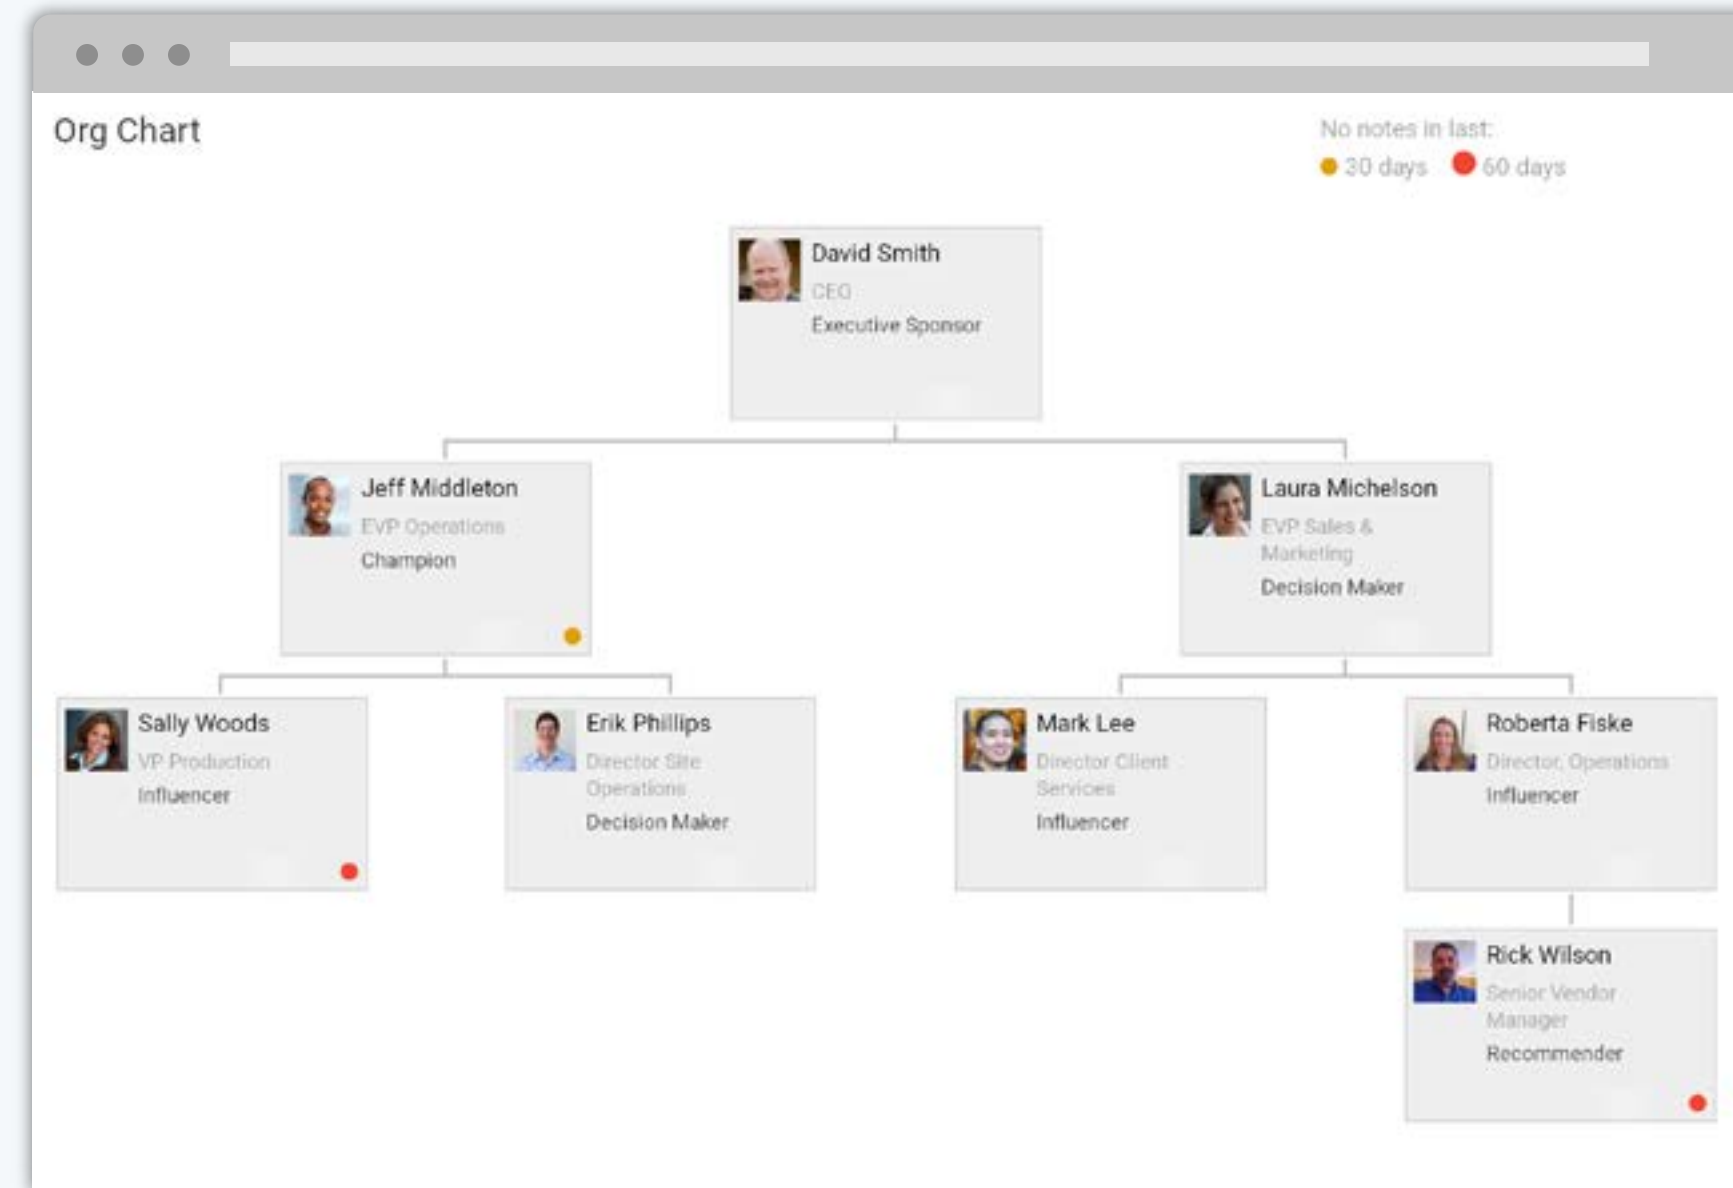 Org Chart
No notes in last:
30 days 60 days
David Smith
CEO
Executive Sponsor
Jeff Middleton
EVP Operations
Champion
Laura Michelson
EVP Sales &
Marketing
Decision Maker
Sally Woods
VP Production
Influencer
Erik Phillips
Director Site
Operations
Decision Maker
Mark Lee
Director Client
Services
Influencer
Roberta Fiske
Director, Operations
Influencer
Rick Wilson
Senior Vendor
Manager
Recommender